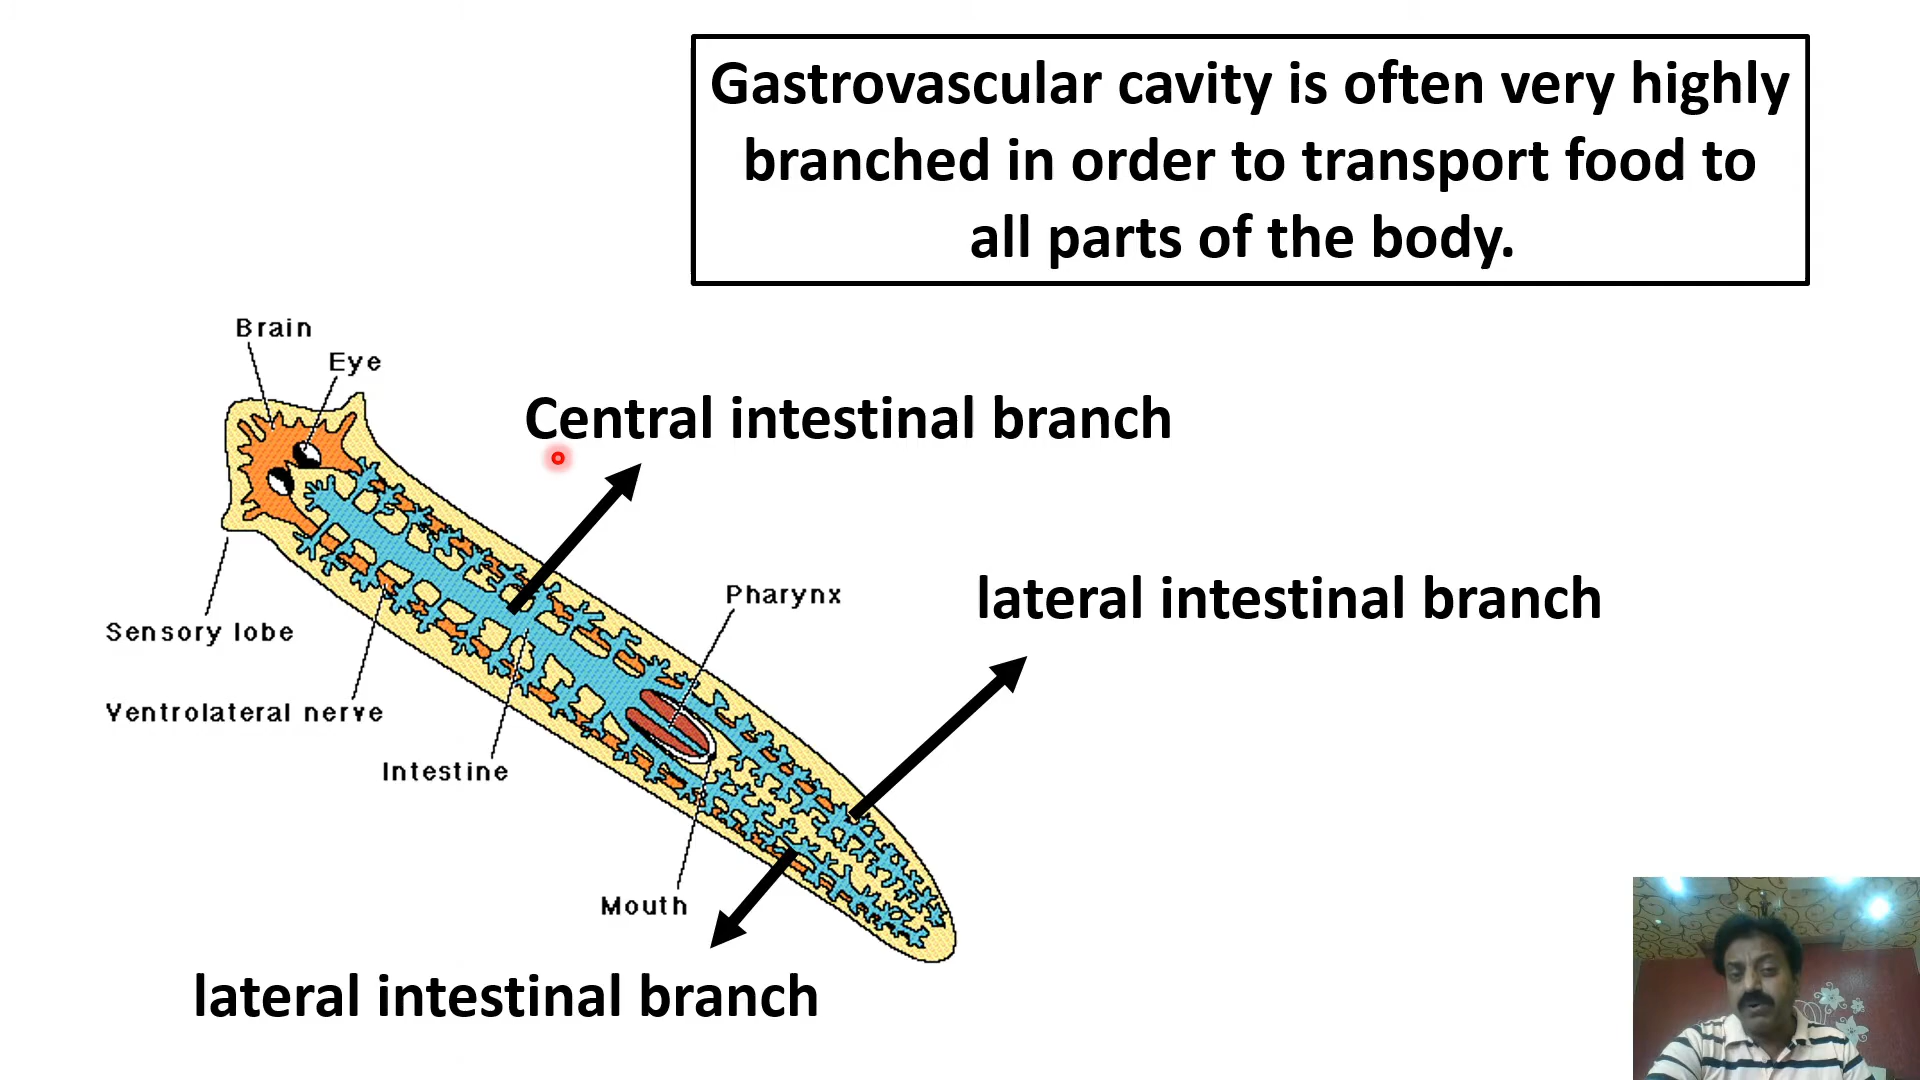 Gastrovascular cavity is often very highly
branched in order to transport food to
all parts of the body.
Brain
Eye
Central intestinal branch
Pharynx
lateral intestinal branch
Sensory lobe
Ventrolateral nerve
Intestine
Mouth
lateral intestinal branch